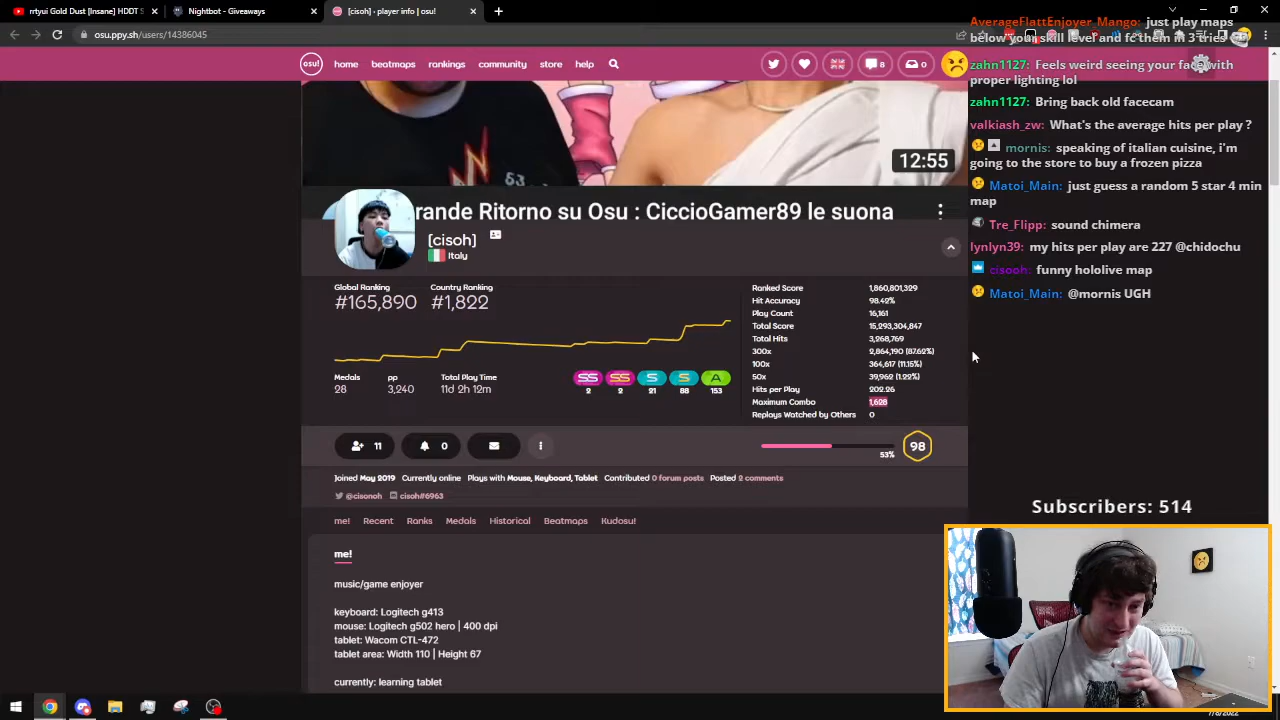 rrtyui Gold Dust [Insane] HDDT S
Nightbot - Giveaways
[cisoh] · player info | osu!
osu.ppy.sh/users/14386045
osu!
home
beatmaps
rankings
community
store
help
8
0
53
12:55
rande Ritorno su Osu : CiccioGamer89 le suona
[cisoh]
Italy
Global Ranking
Country Ranking
#165,890
#1,822
Medals
pp
Total Play Time
28
3,240
11d 2h 12m
SS
SS
S
S
A
2
2
21
88
153
Ranked Score 1,860,801,329
Hit Accuracy 98.42%
Play Count 16,161
Total Score 15,293,304,847
Total Hits 3,268,769
300x 2,864,190 (87.62%)
100x 364,617 (11.15%)
50x 39,962 (1.22%)
Hits per Play 202.26
Maximum Combo 1,628
Replays Watched by Others 0
11
0
53%
98
Joined May 2019 Currently online Plays with Mouse, Keyboard, Tablet Contributed 0 forum posts Posted 2 comments
@cisonoh cisoh#6963
me! Recent Ranks Medals Historical Beatmaps Kudosu!
me!
music/game enjoyer
keyboard: Logitech g413
mouse: Logitech g502 hero | 400 dpi
tablet: Wacom CTL-472
tablet area: Width 110 | Height 67
currently: learning tablet
AverageFlattEnjoyer_Mango: just play maps
below your skill level and fc them in 3 tries
zahn1127: Feels weird seeing your face with
proper lighting lol
zahn1127: Bring back old facecam
valkiash_zw: What's the average hits per play ?
mornis: speaking of italian cuisine, i'm
going to the store to buy a frozen pizza
Matoi_Main: just guess a random 5 star 4 min
map
Tre_Flipp: sound chimera
lynlyn39: my hits per play are 227 @chidochu
cisooh: funny hololive map
Matoi_Main: @mornis UGH
Subscribers: 514